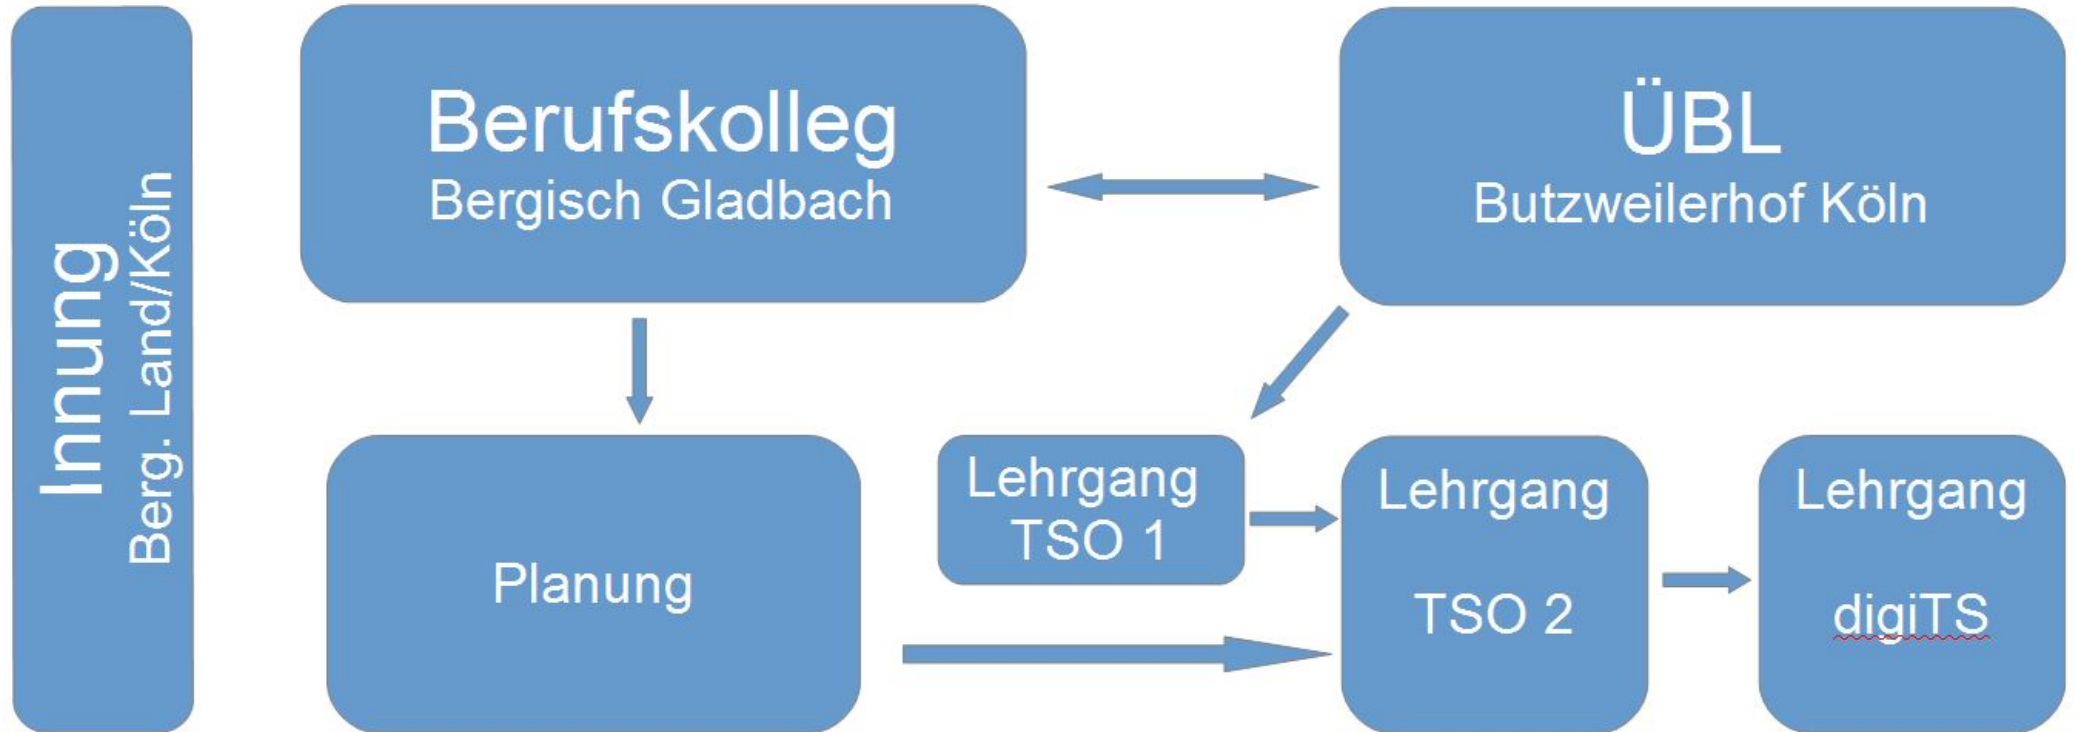 Innung
Berg. Land/Köln
Berufskolleg
Bergisch Gladbach
ÜBL
Butzweilerhof Köln
Planung
Lehrgang
TSO 1
Lehrgang
TSO 2
Lehrgang
digiTS